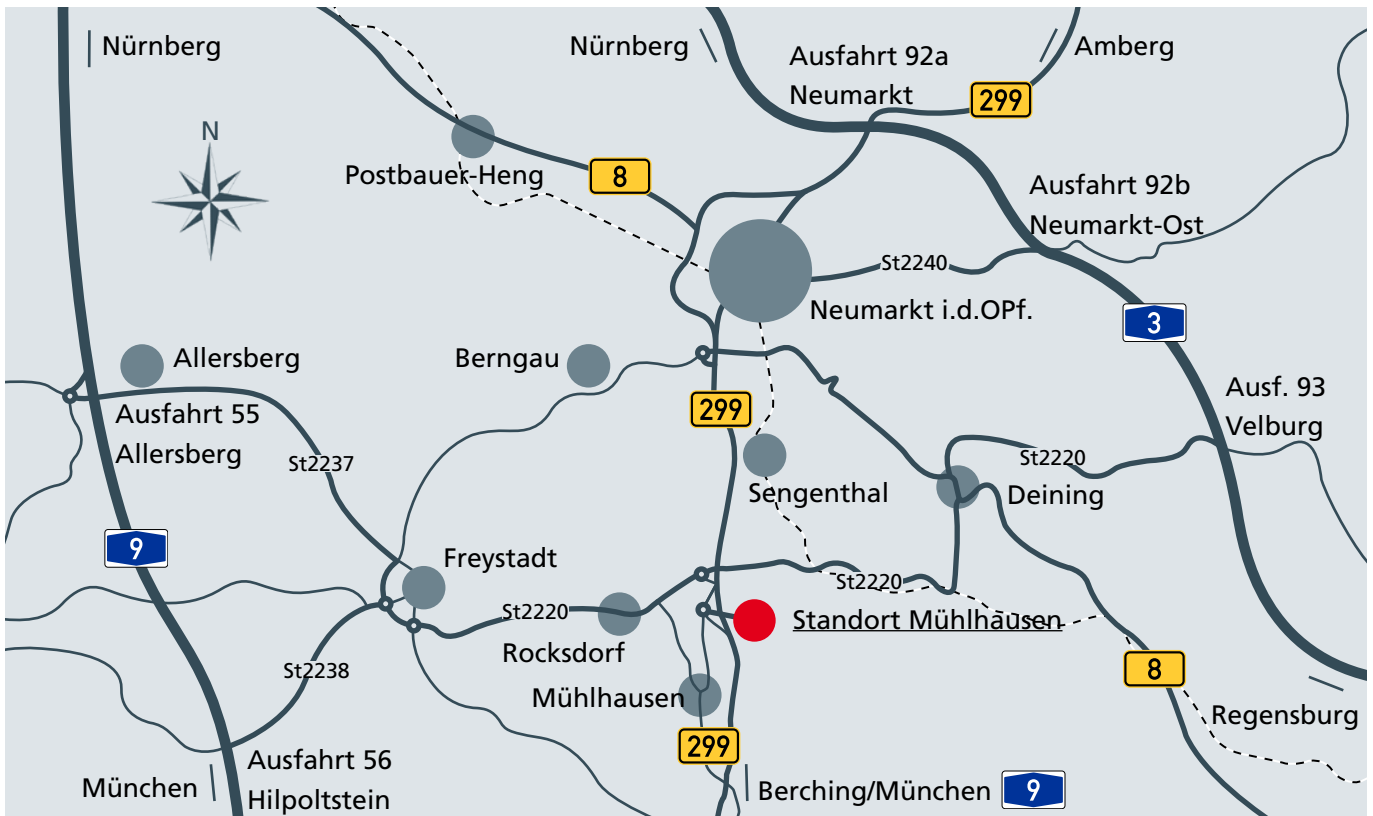 Nürnberg
Nürnberg
Amberg
Ausfahrt 92a
Neumarkt
299
N
Postbauer-Heng
8
Ausfahrt 92b
Neumarkt-Ost
St2240
Neumarkt i.d.OPf.
3
Allersberg
Berngau
Ausfahrt 55
Allersberg
299
Ausf. 93
Velburg
St2237
St2220
Sengenthal
Deining
9
Freystadt
St2220
St2220
Standort Mühlhausen
Rocksdorf
St2238
8
Mühlhausen
Regensburg
299
Ausfahrt 56
Hilpoltstein
München
Berching/München
9